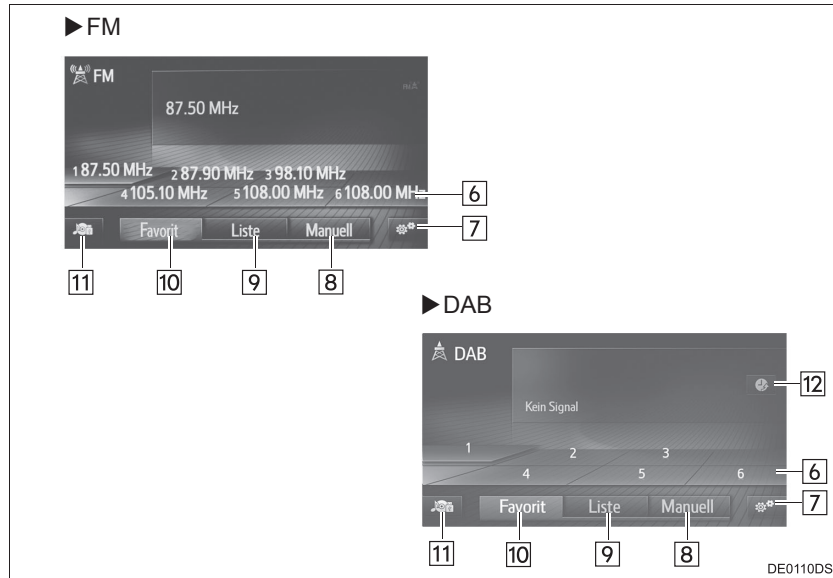 ▶FM
FM
87.50 MHz
1 87.50 MHz 2 87.90 MHz 3 98.10 MHz
4 105.10 MHz 5 108.00 MHz 6 108.00 MHz
6
Favorit Liste Manuell
7
11 10 9 8
▶DAB
DAB
12
Kein Signal
1 2 3
4 5 6
6
Favorit Liste Manuell
7
11 10 9 8
DE0110DS